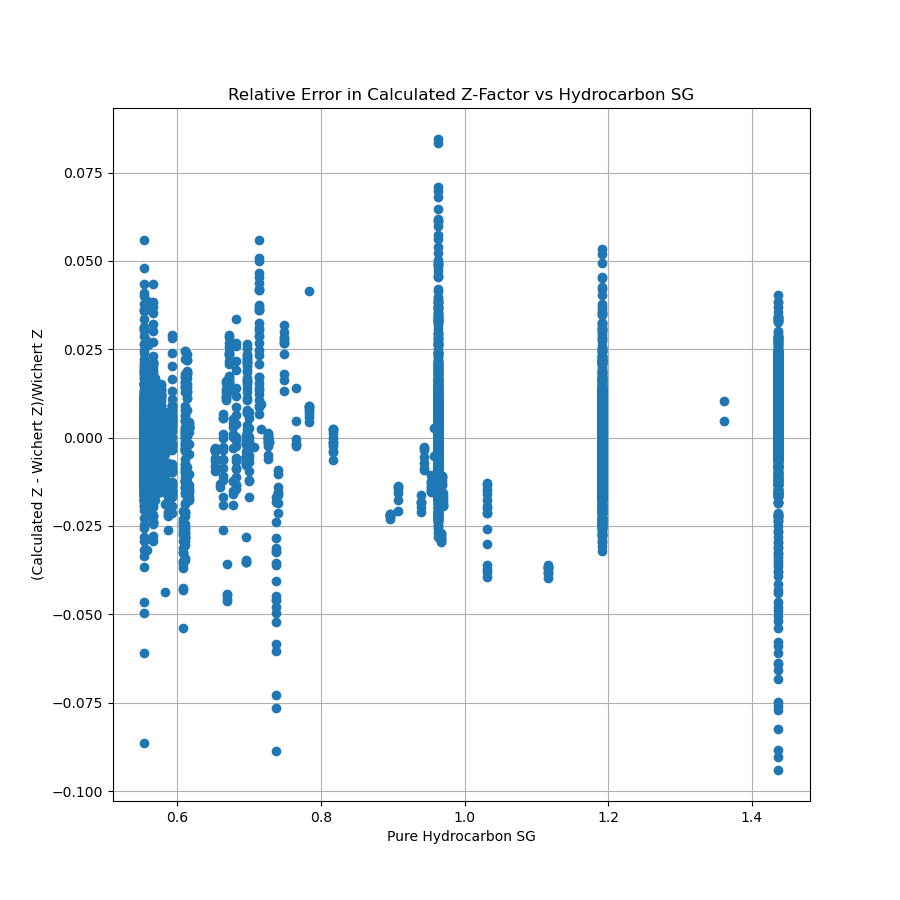 Relative Error in Calculated Z-Factor vs Hydrocarbon SG
(Calculated Z - Wichert Z)/Wichert Z
0.075
0.050
0.025
0.000
−0.025
−0.050
−0.075
−0.100
0.6 0.8 1.0 1.2 1.4
Pure Hydrocarbon SG